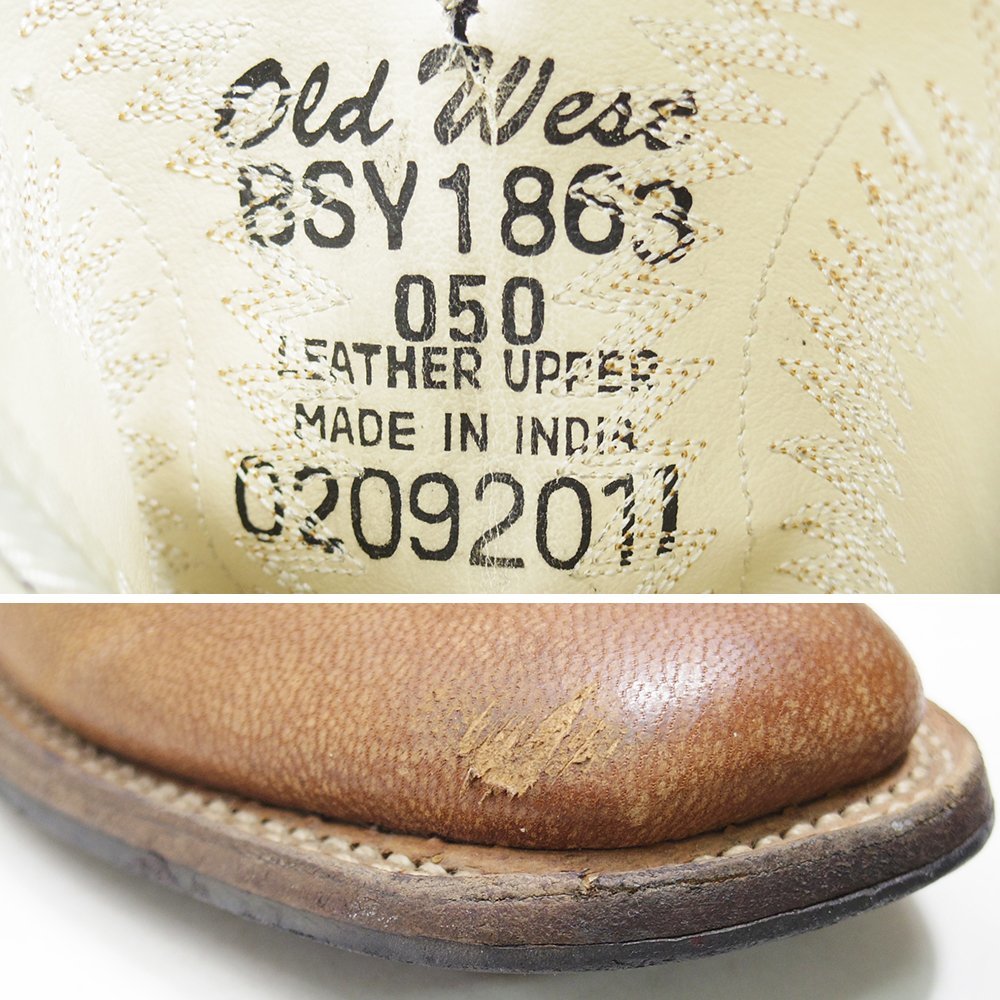 Old West
BSY1863
050
LEATHER UPPER
MADE IN INDIA
02092011